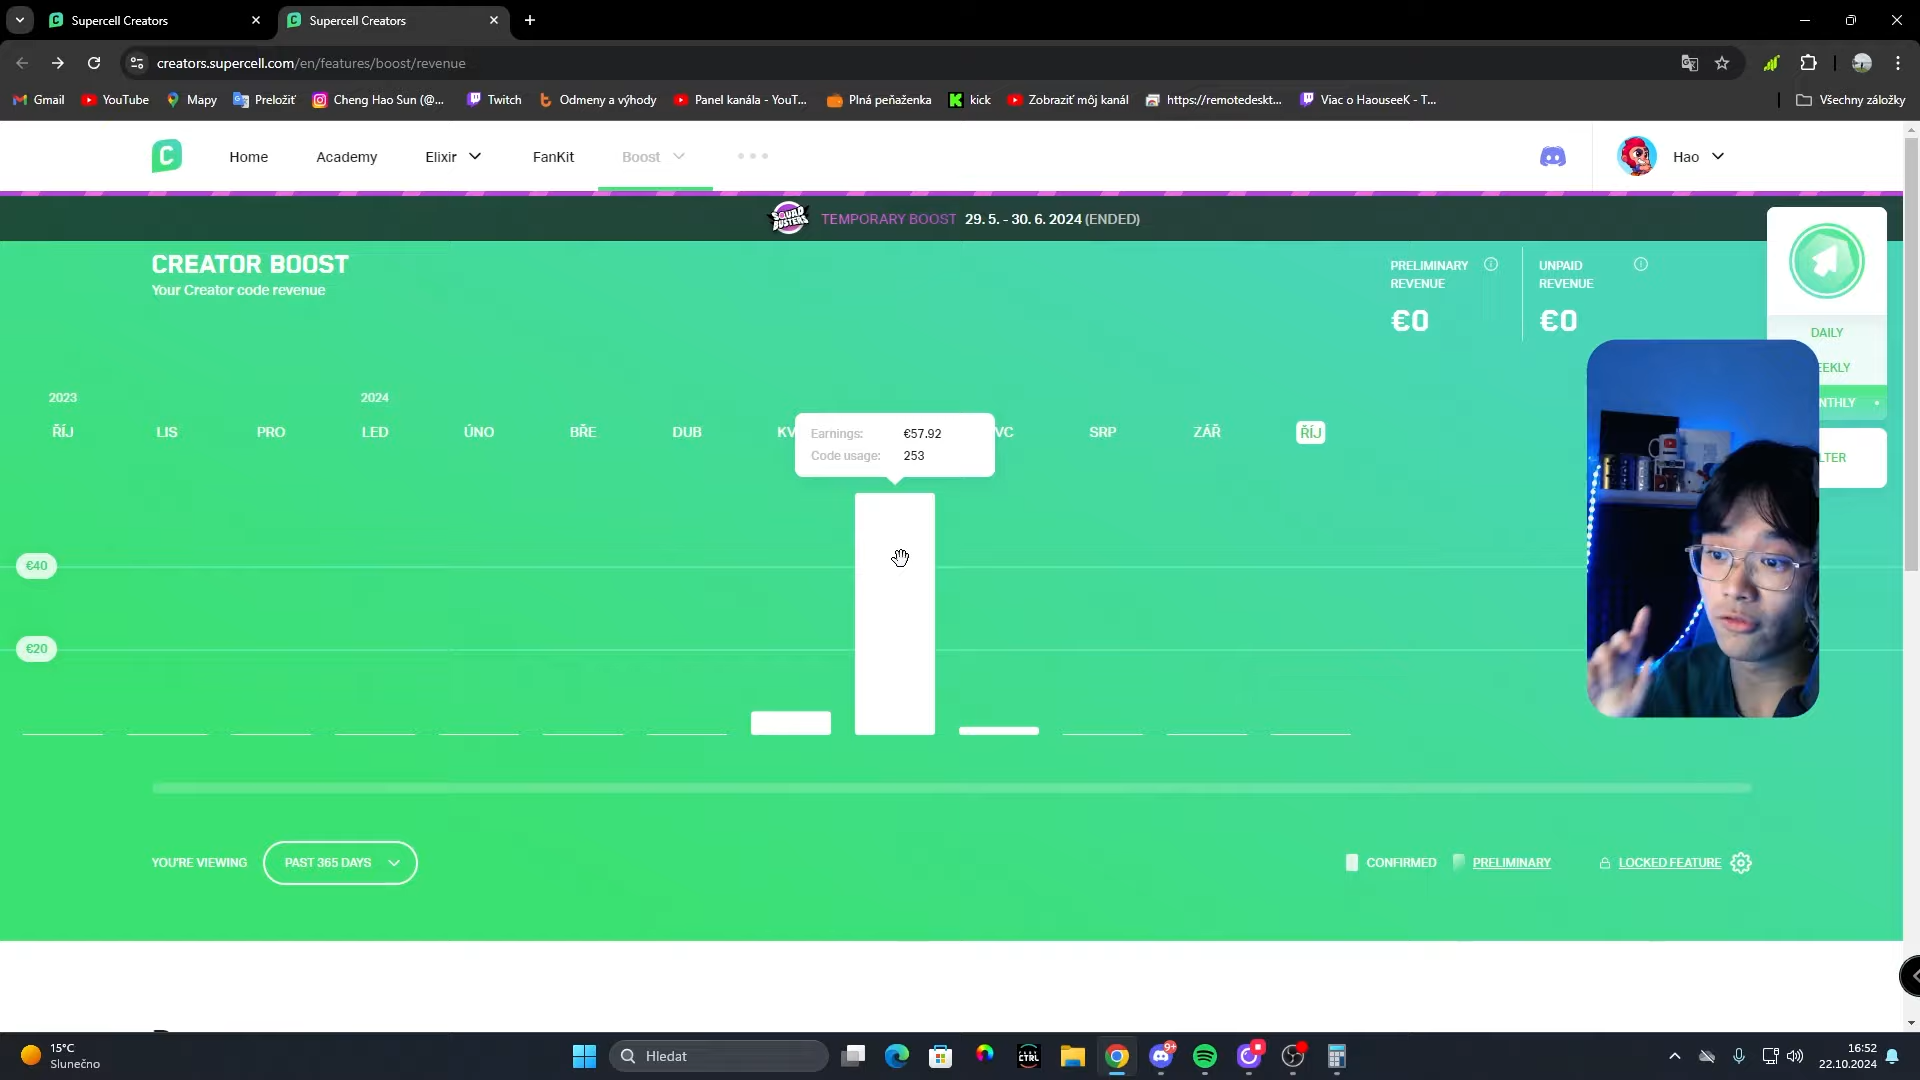 Supercell Creators
Supercell Creators
creators.supercell.com/en/features/boost/revenue
Gmail
YouTube
Mapy
Preložiť
Cheng Hao Sun (@...
Twitch
Odmeny a výhody
Panel kanála - YouT...
Plná peňaženka
kick
Zobraziť môj kanál
https://remotedeskt...
Viac o HaouseeK - T...
Všechny záložky
Home
Academy
Elixir
FanKit
Boost
Hao
SQUAD BUSTERS
TEMPORARY BOOST 29. 5. - 30. 6. 2024 (ENDED)
CREATOR BOOST
Your Creator code revenue
PRELIMINARY
REVENUE
€0
UNPAID
REVENUE
€0
DAILY
EEKLY
NTHLY
LTER
2023
2024
ŘÍJ
LIS
PRO
LED
ÚNO
BŘE
DUB
KV
VC
SRP
ZÁŘ
ŘÍJ
Earnings: €57.92
Code usage: 253
€40
€20
YOU'RE VIEWING
PAST 365 DAYS
CONFIRMED
PRELIMINARY
LOCKED FEATURE
15°C
Slunečno
Hledat
CTRL
9+
16:52
22.10.2024